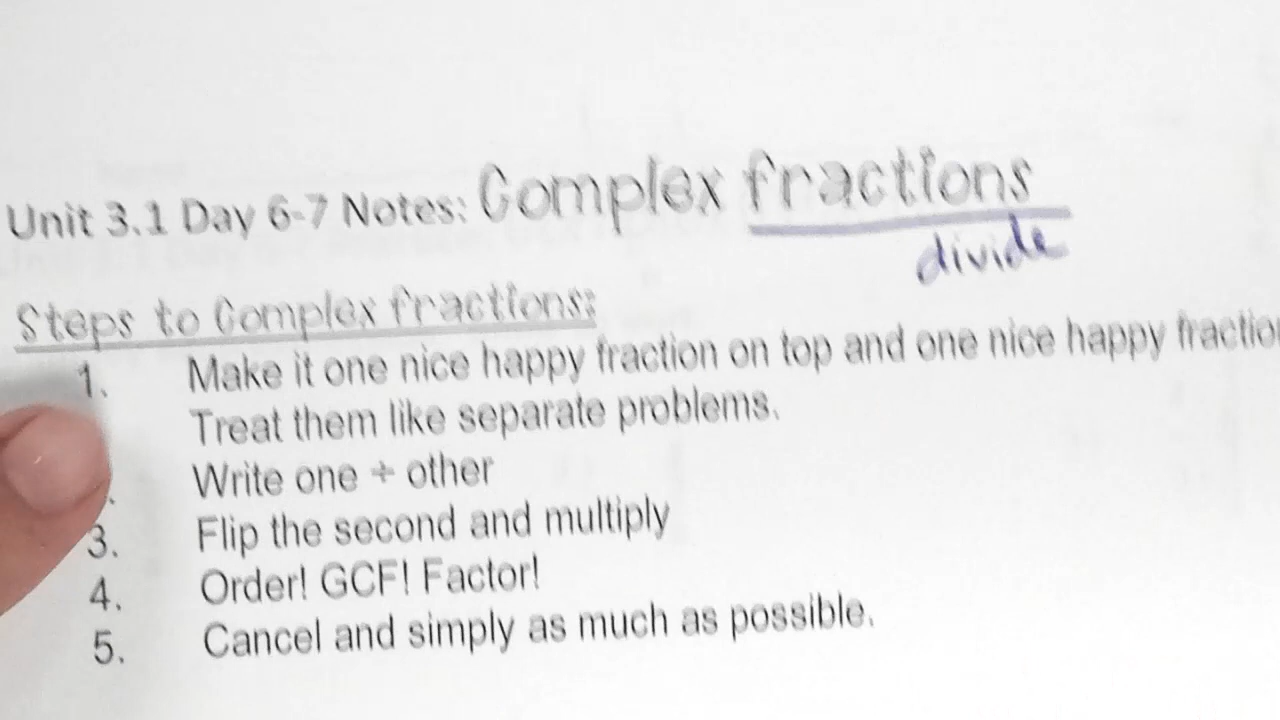 Unit 3.1 Day 6-7 Notes: Complex fractions
divide
Steps to Complex fractions:
1. Make it one nice happy fraction on top and one nice happy
Treat them like separate problems.
Write one ÷ other
3. Flip the second and multiply
4. Order! GCF! Factor!
5. Cancel and simply as much as possible.